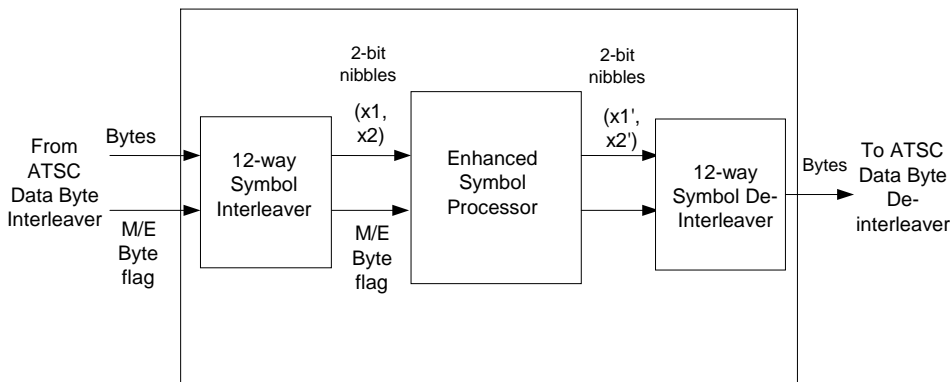 From
ATSC
Data Byte
Interleaver
Bytes
M/E
Byte
flag
12-way
Symbol
Interleaver
2-bit
nibbles
(x1,
x2)
M/E
Byte
flag
Enhanced
Symbol
Processor
2-bit
nibbles
(x1',
x2')
12-way
Symbol De-
Interleaver
Bytes
To ATSC
Data Byte
De-
interleaver